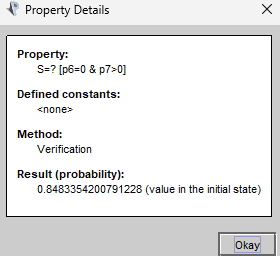 Property Details
Property:
S=? [p6=0 & p7>0]
Defined constants:
<none>
Method:
Verification
Result (probability):
0.8483354200791228 (value in the initial state)
Okay